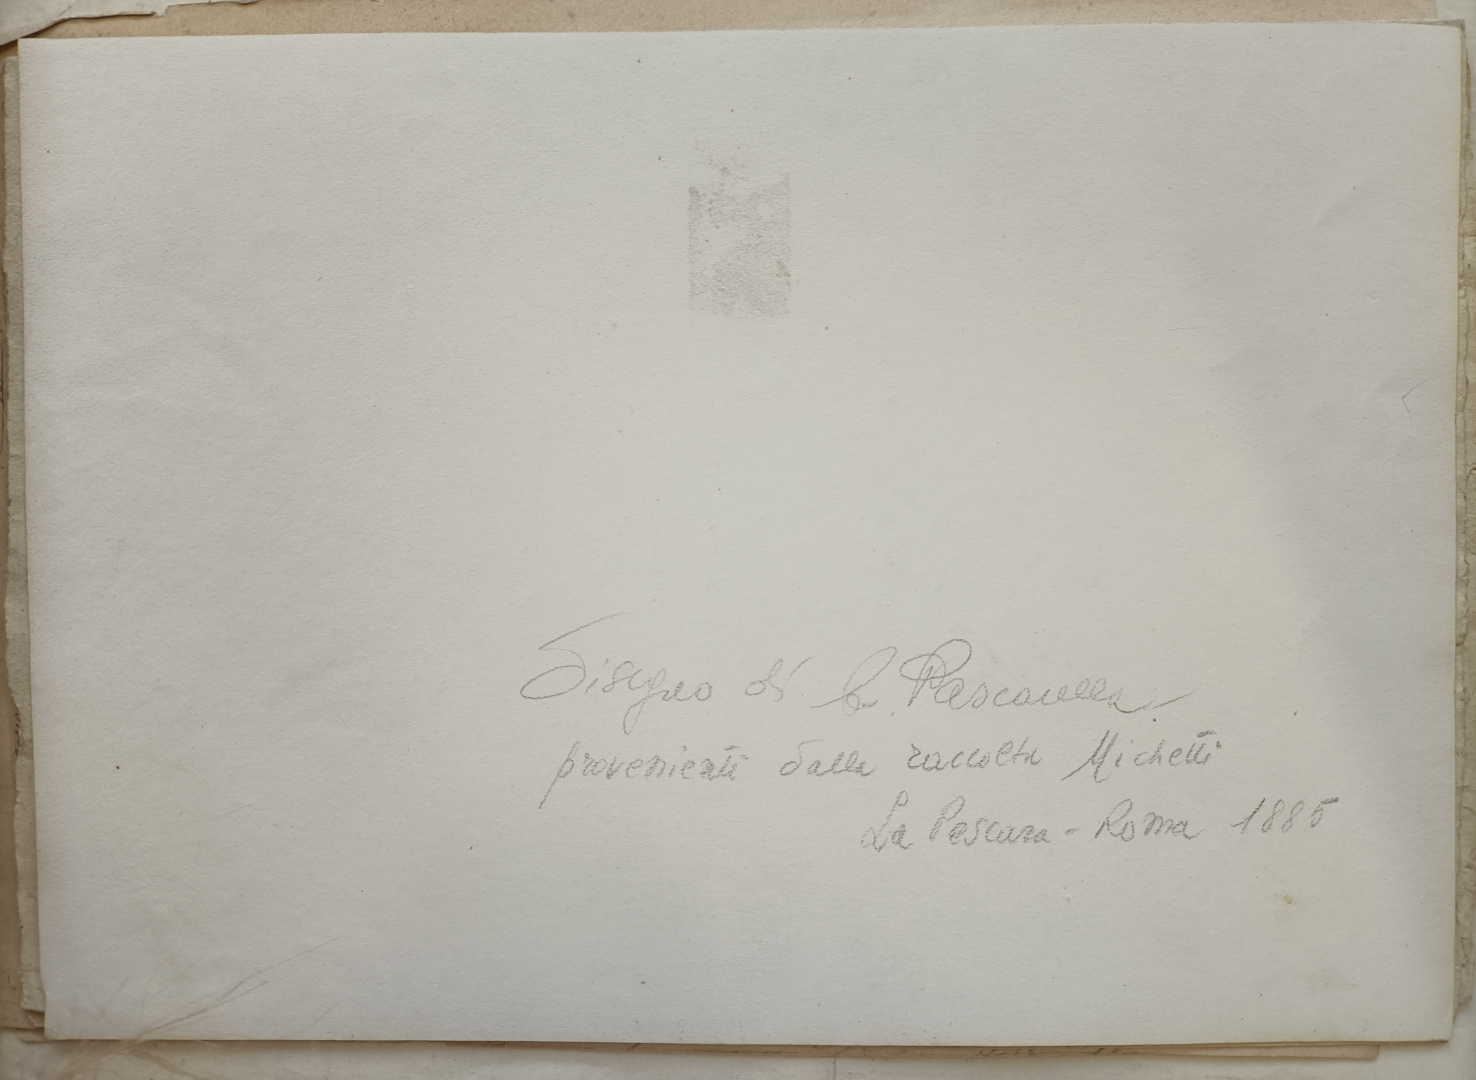 Disegno di C. Pascarella
provenienti dalla raccolta Michetti
La Pescara - Roma 1885